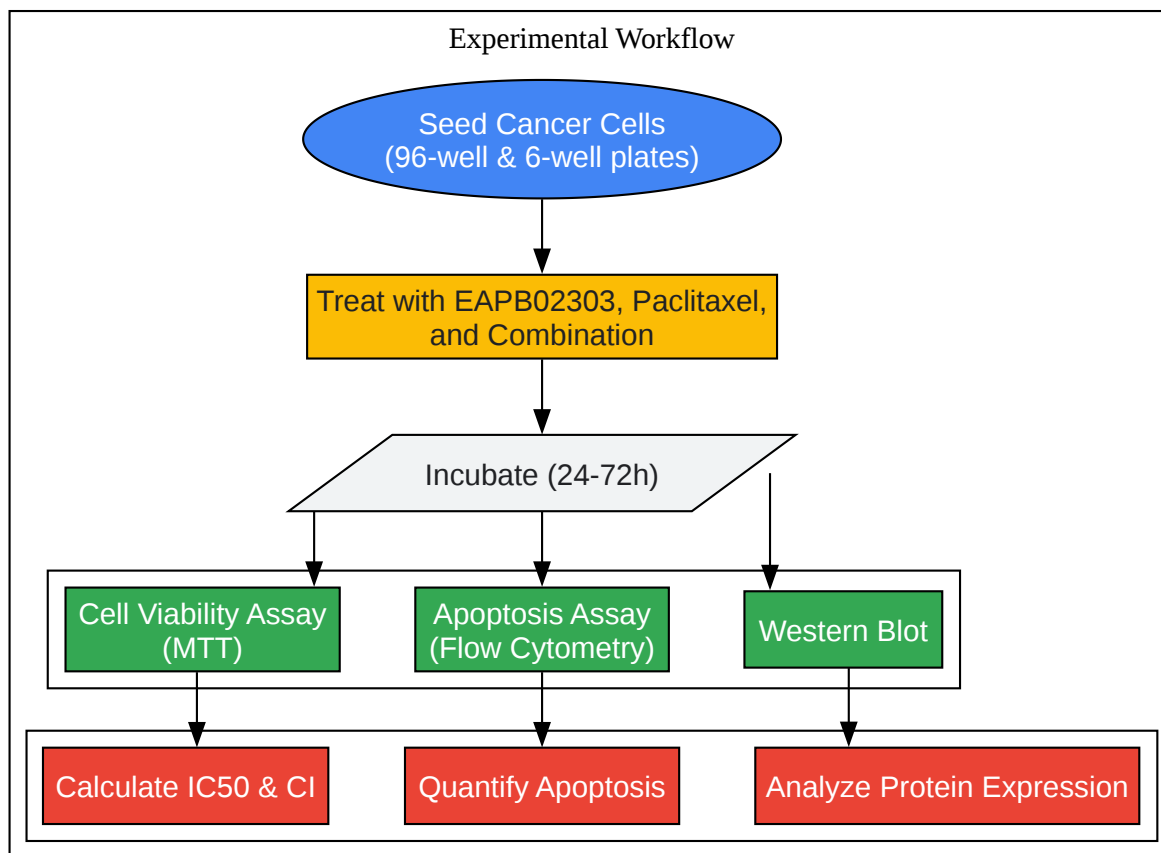 Experimental Workflow
Seed Cancer Cells
(96-well & 6-well plates)
Treat with EAPB02303, Paclitaxel,
and Combination
Incubate (24-72h)
Cell Viability Assay
(MTT)
Apoptosis Assay
(Flow Cytometry)
Western Blot
Calculate IC50 & CI
Quantify Apoptosis
Analyze Protein Expression